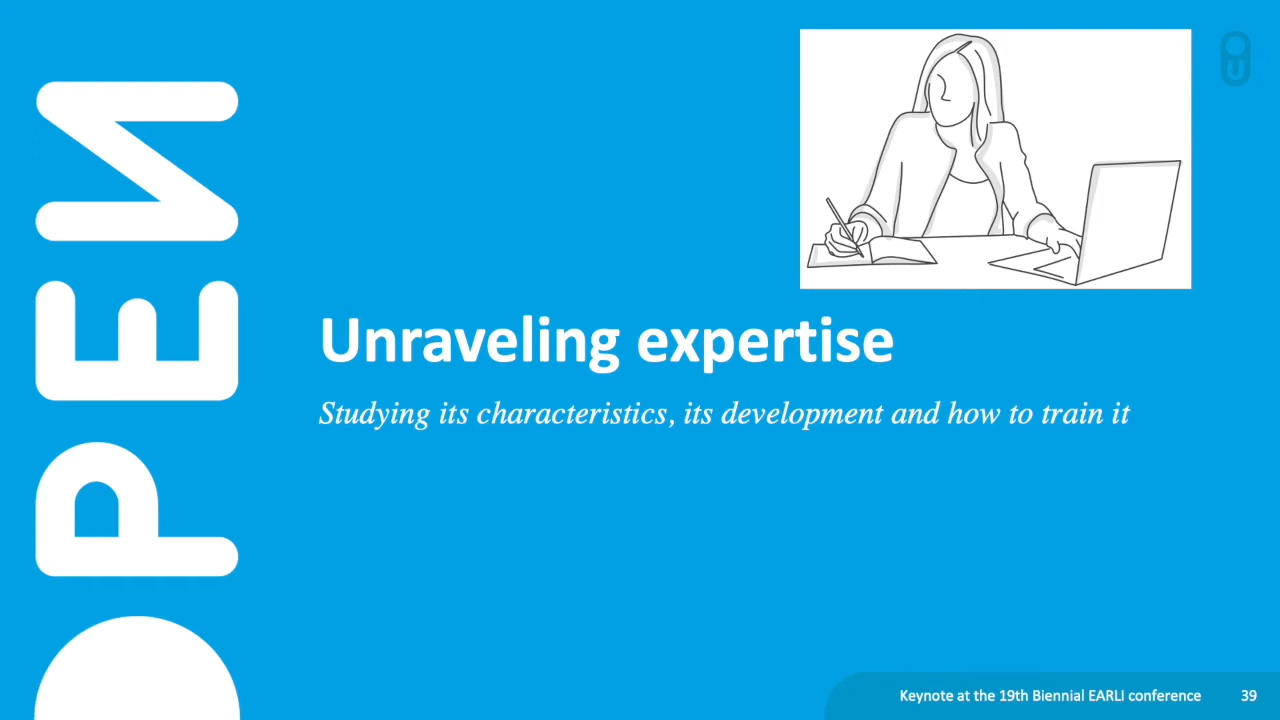 OPEN
Unraveling expertise
Studying its characteristics, its development and how to train it
Keynote at the 19th Biennial EARLI conference
39